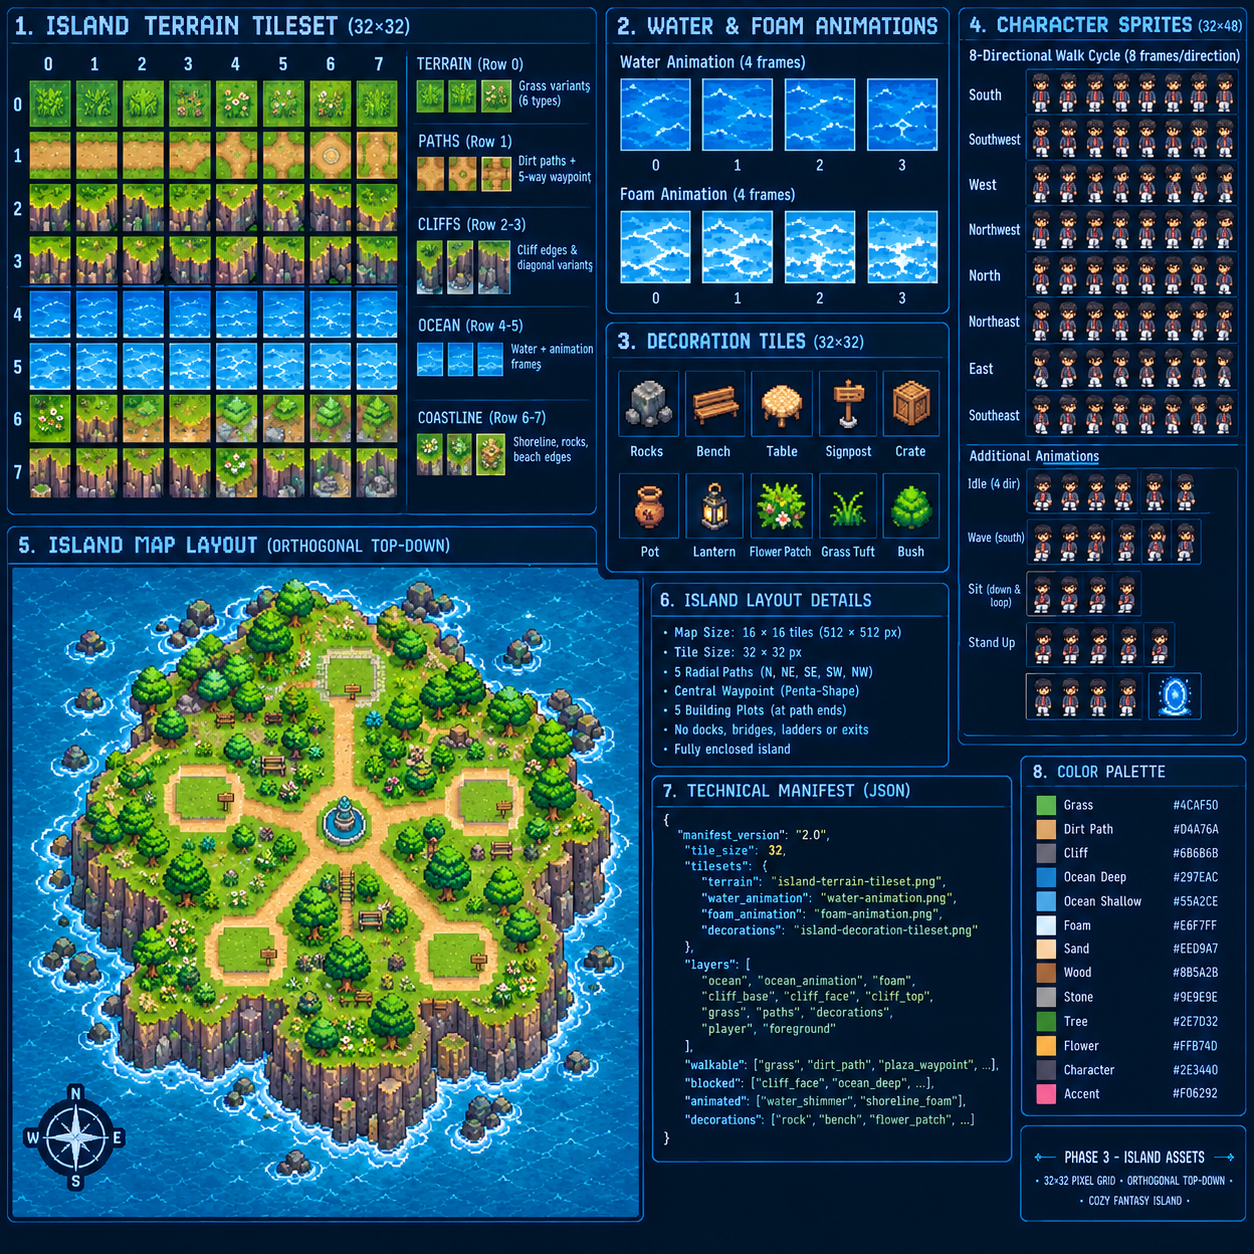 1. ISLAND TERRAIN TILESET (32×32)
0 1 2 3 4 5 6 7
0
1
2
3
4
5
6
7
TERRAIN (Row 0)
Grass variants
(6 types)
PATHS (Row 1)
Dirt paths +
5-way waypoint
CLIFFS (Row 2-3)
Cliff edges &
diagonal variants
OCEAN (Row 4-5)
Water + animation
frames
COASTLINE (Row 6-7)
Shoreline, rocks,
beach edges
2. WATER & FOAM ANIMATIONS
Water Animation (4 frames)
0 1 2 3
Foam Animation (4 frames)
0 1 2 3
3. DECORATION TILES (32×32)
Rocks Bench Table Signpost Crate
Pot Lantern Flower Patch Grass Tuft Bush
4. CHARACTER SPRITES (32×48)
8-Directional Walk Cycle (8 frames/direction)
South
Southwest
West
Northwest
North
Northeast
East
Southeast
Additional Animations
Idle (4 dir)
Wave (south)
Sit (down &
loop)
Stand Up
5. ISLAND MAP LAYOUT (ORTHOGONAL TOP-DOWN)
N
W E
S
6. ISLAND LAYOUT DETAILS
• Map Size: 16 × 16 tiles (512 × 512 px)
• Tile Size: 32 × 32 px
• 5 Radial Paths (N, NE, SE, SW, NW)
• Central Waypoint (Penta-Shape)
• 5 Building Plots (at path ends)
• No docks, bridges, ladders or exits
• Fully enclosed island
7. TECHNICAL MANIFEST (JSON)
{
"manifest_version": "2.0",
"tile_size": 32,
"tilesets": {
"terrain": "island-terrain-tileset.png",
"water_animation": "water-animation.png",
"foam_animation": "foam-animation.png",
"decorations": "island-decoration-tileset.png"
},
"layers": [
"ocean", "ocean_animation", "foam",
"cliff_base", "cliff_face", "cliff_top",
"grass", "paths", "decorations",
"player", "foreground"
],
"walkable": ["grass", "dirt_path", "plaza_waypoint", …],
"blocked": ["cliff_face", "ocean_deep", …],
"animated": ["water_shimmer", "shoreline_foam"],
"decorations": ["rock", "bench", "flower_patch", …]
}
8. COLOR PALETTE
Grass #4CAF50
Dirt Path #D4A76A
Cliff #6B6B6B
Ocean Deep #297EAC
Ocean Shallow #55A2CE
Foam #E6F7FF
Sand #EED9A7
Wood #8B5A2B
Stone #9E9E9E
Tree #2E7D32
Flower #FFB74D
Character #2E3440
Accent #F06292
PHASE 3 - ISLAND ASSETS
• 32×32 PIXEL GRID • ORTHOGONAL TOP-DOWN •
• COZY FANTASY ISLAND •